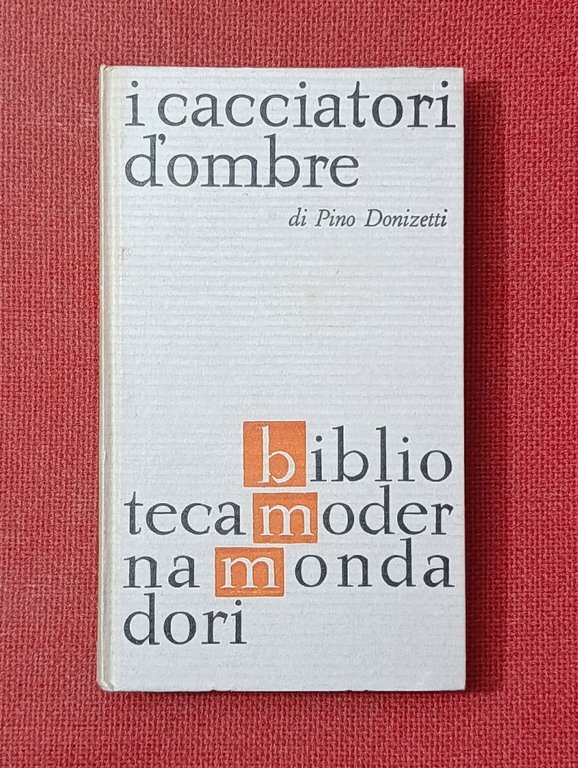 i cacciatori
d'ombre
di Pino Donizetti
biblio
teca moder
na monda
dori